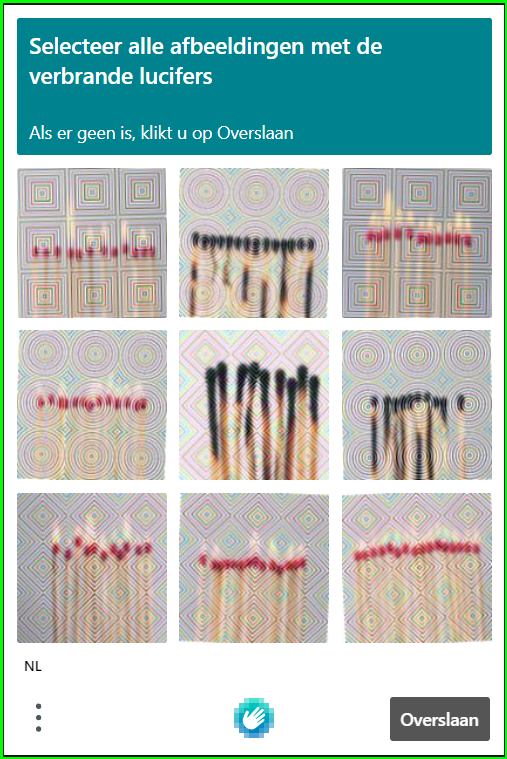 Selecteer alle afbeeldingen met de
verbrande lucifers
Als er geen is, klikt u op Overslaan
NL
Overslaan